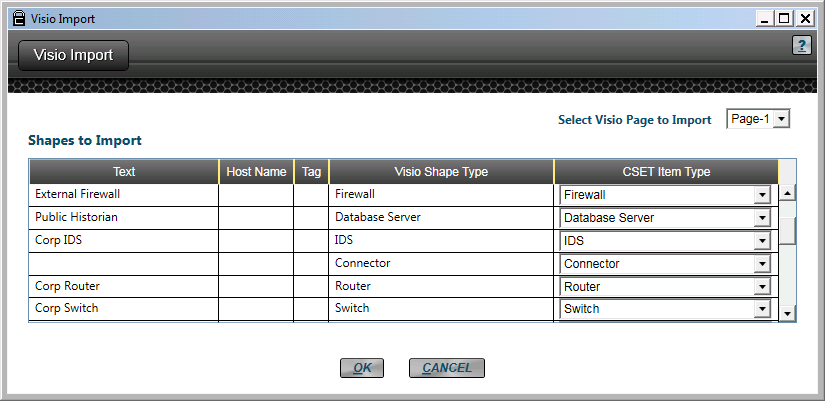 Visio Import
Visio Import
?
Select Visio Page to Import Page-1
Shapes to Import
Text Host Name Tag Visio Shape Type CSET Item Type
External Firewall Firewall Firewall
Public Historian Database Server Database Server
Corp IDS IDS IDS
Connector Connector
Corp Router Router Router
Corp Switch Switch Switch
OK CANCEL